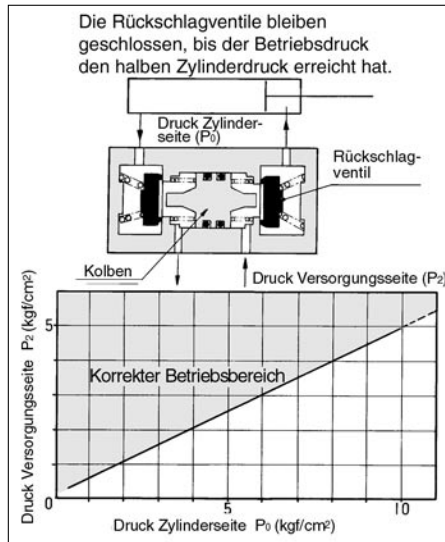 Die Rückschlagventile bleiben
geschlossen, bis der Betriebsdruck
den halben Zylinderdruck erreicht hat.
Druck Zylinder-
seite (P₀)
Rückschlag-
ventil
Kolben
Druck Versorgungsseite (P₂)
Druck Versorgungsseite P₂ (kgf/cm²)
5
Korrekter Betriebsbereich
0
0
5
10
Druck Zylinderseite P₀ (kgf/cm²)